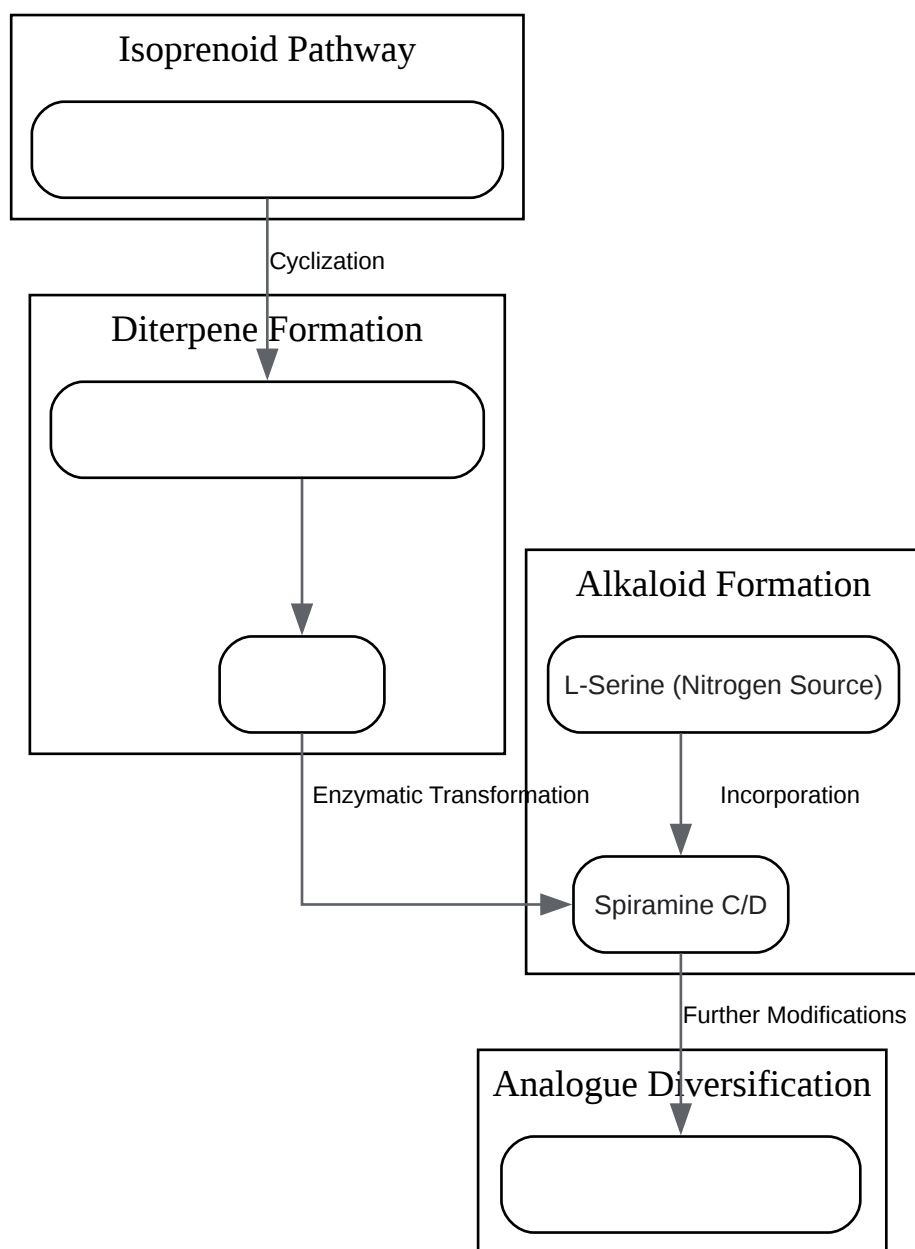 Isoprenoid Pathway
Cyclization
Diterpene Formation
Alkaloid Formation
L-Serine (Nitrogen Source)
Enzymatic Transformation
Incorporation
Spiramine C/D
Further Modifications
Analogue Diversification